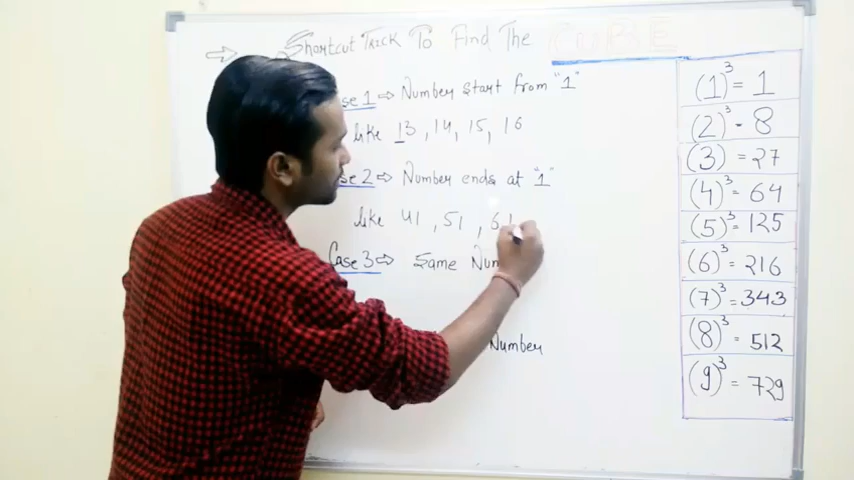 ⇒ Shortcut Trick To Find The CUBE
Case 1 ⇒ Number start from "1"
like 13, 14, 15, 16
Case 2 ⇒ Number ends at "1"
like 41, 51, 61
Case 3 ⇒ Same
Number
(1)³ = 1
(2)³ = 8
(3)³ = 27
(4)³ = 64
(5)³ = 125
(6)³ = 216
(7)³ = 343
(8)³ = 512
(9)³ = 729